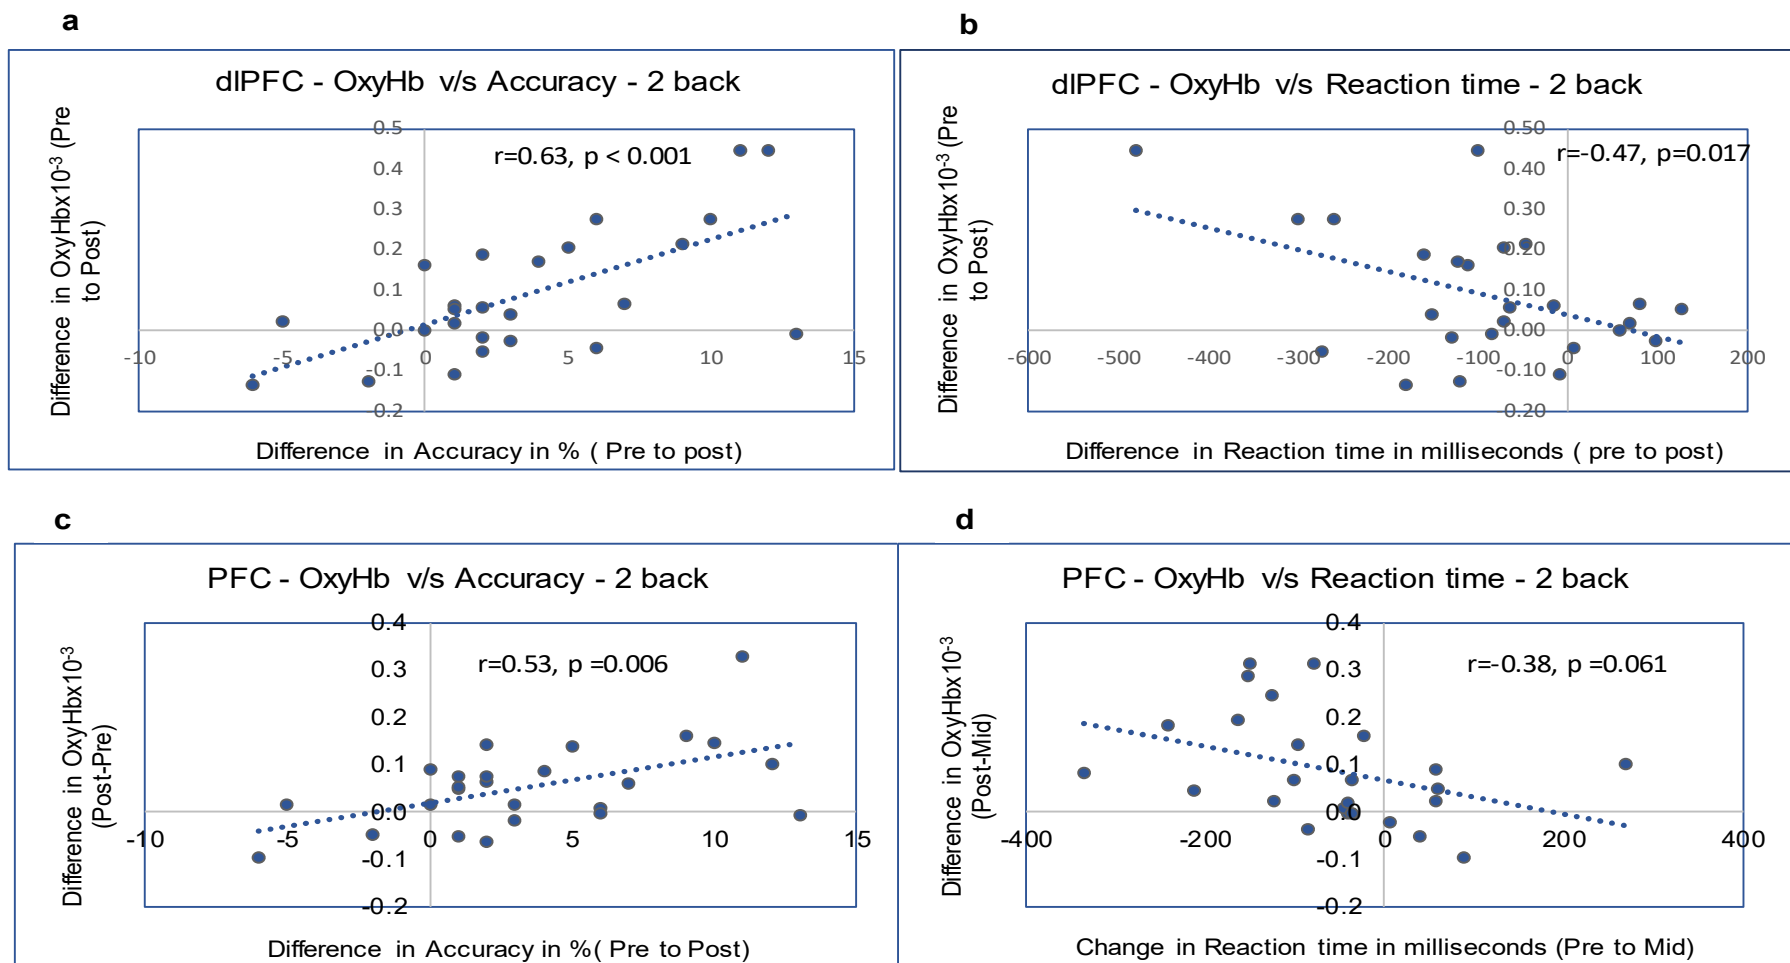 a
dlPFC - OxyHb v/s Accuracy - 2 back
r=0.63, p < 0.001
Difference in OxyHbx10-3 (Pre
to Post)
0.5
0.4
0.3
0.2
0.1
0.0
-0.1
0.2
-10
-5
0
5
10
15
Difference in Accuracy in % ( Pre to post)
b
dlPFC - OxyHb v/s Reaction time - 2 back
r=-0.47, p=0.017
Difference in OxyHbx10-3 (Pre
to Post)
0.50
0.40
0.30
0.20
0.10
0.00
-0.10
0.20
-600
-400
-300
-200
-100
0
100
200
Difference in Reaction time in milliseconds ( pre to post)
c
PFC - OxyHb v/s Accuracy - 2 back
r=0.53, p =0.006
Difference in OxyHbx10-3
(Post-Pre)
0.4
0.3
0.2
0.1
0.0
-0.1
-0.2
-10
-5
0
5
10
15
Difference in Accuracy in %( Pre to Post)
d
PFC - OxyHb v/s Reaction time - 2 back
r=-0.38, p =0.061
Difference in OxyHbx10-3
(Post-Mid)
0.4
0.3
0.2
0.1
0.0
-0.1
-0.2
-400
-200
0
200
400
Change in Reaction time in milliseconds (Pre to Mid)